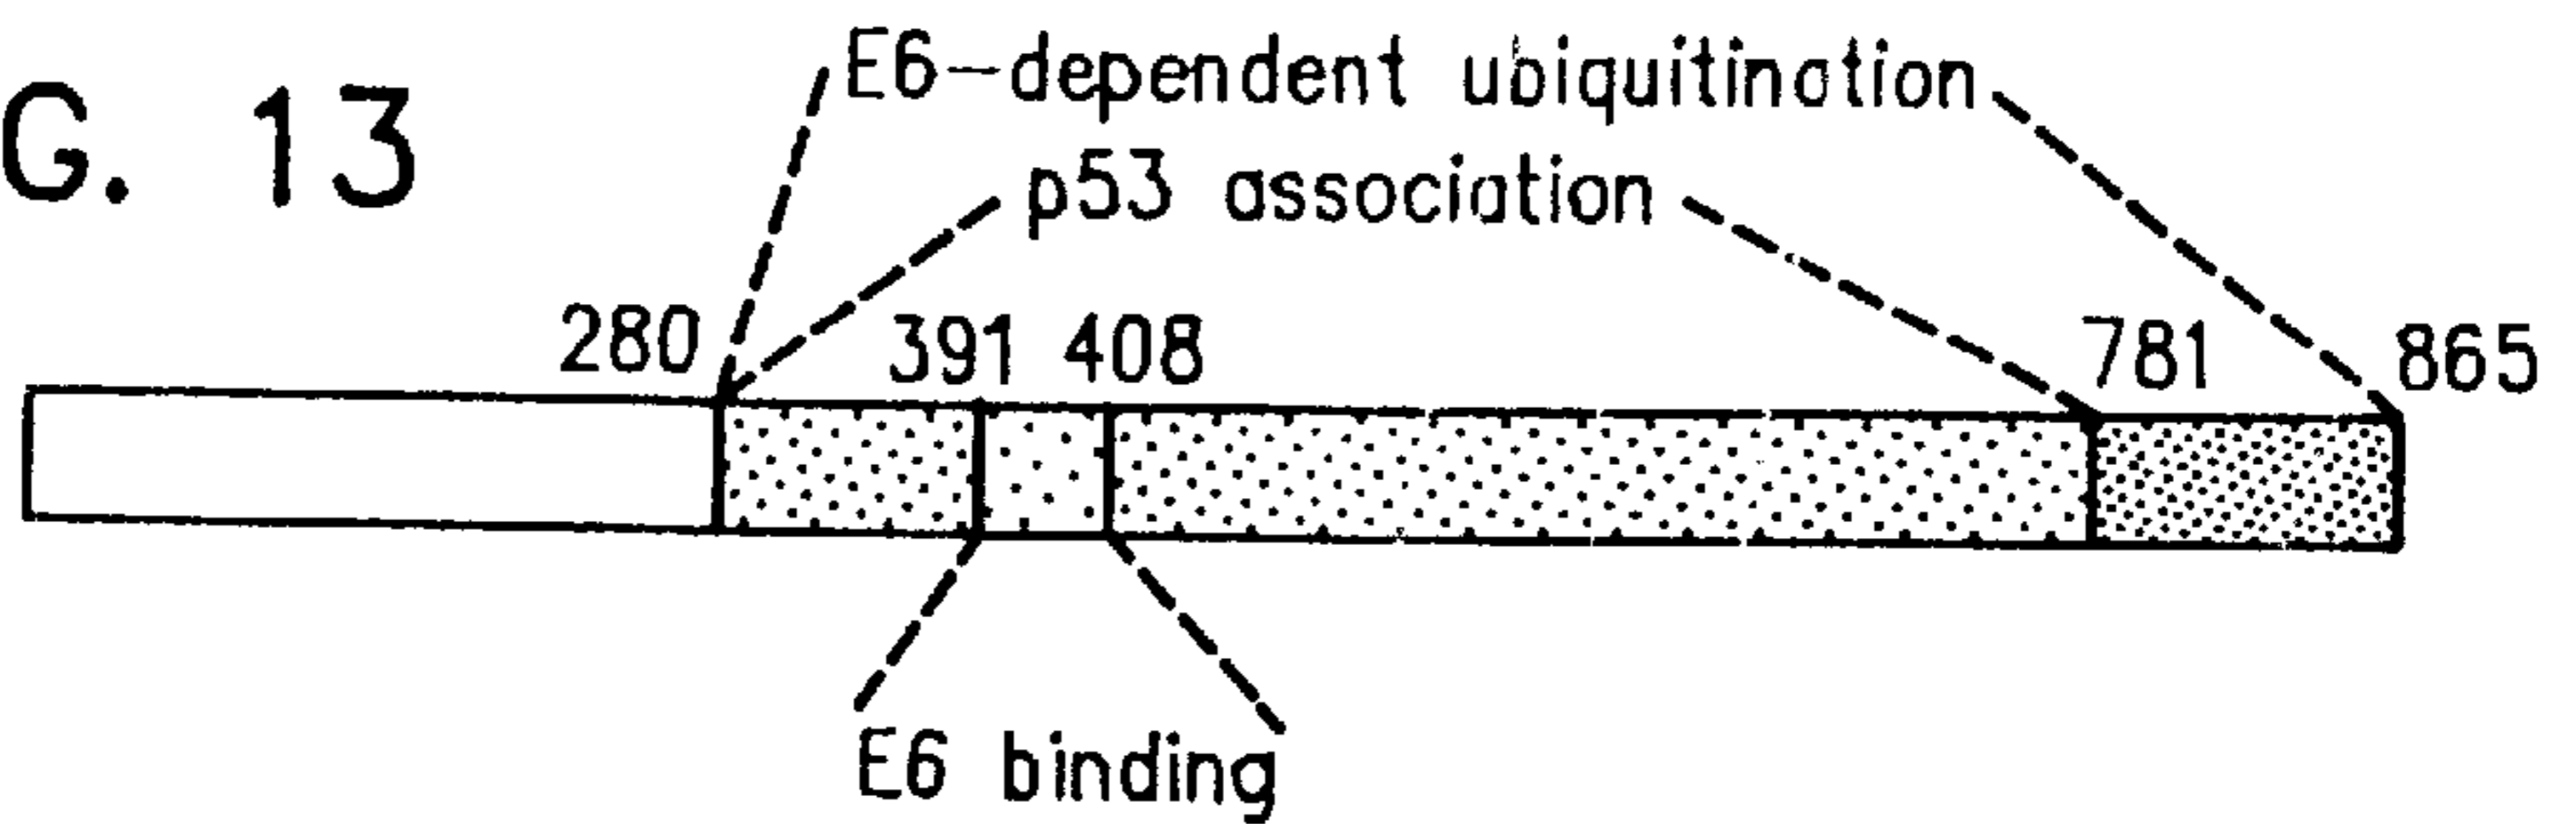 G. 13
E6-dependent ubiquitination
p53 association
280 391 408 781 865
E6 binding